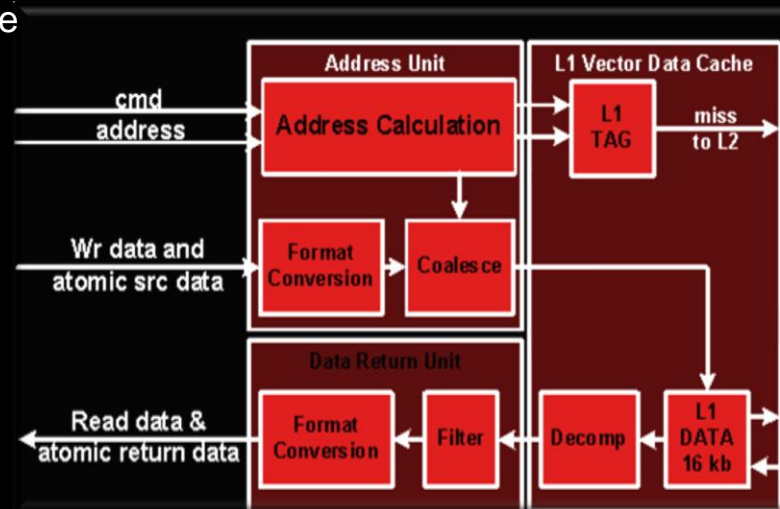 e
Address Unit
L1 Vector Data Cache
cmd
address
Address Calculation
L1
TAG
miss
to L2
Wr data and
atomic src data
Format
Conversion
Coalesce
Data Return Unit
Read data &
atomic return data
Format
Conversion
Filter
Decomp
L1
DATA
16 kb